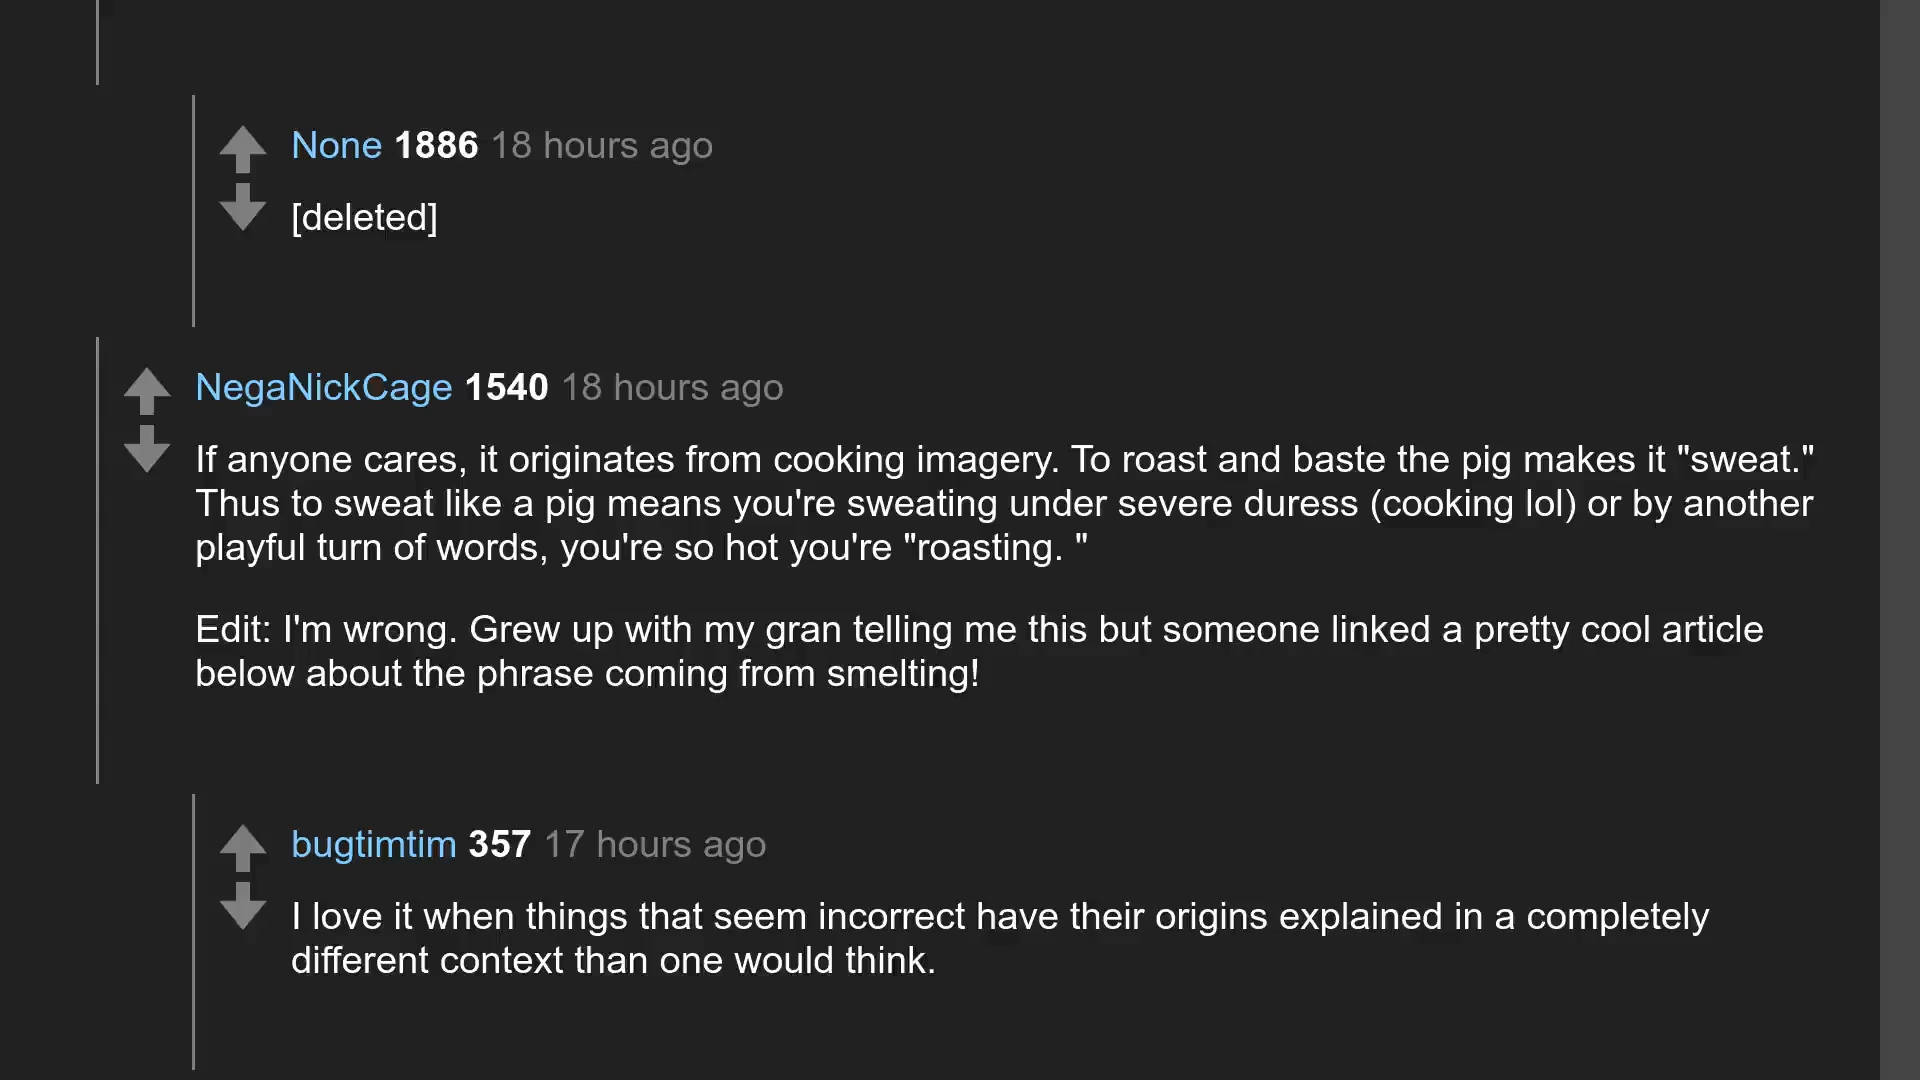 None 1886 18 hours ago
[deleted]
NegaNickCage 1540 18 hours ago
If anyone cares, it originates from cooking imagery. To roast and baste the pig makes it "sweat."
Thus to sweat like a pig means you're sweating under severe duress (cooking lol) or by another
playful turn of words, you're so hot you're "roasting. "
Edit: I'm wrong. Grew up with my gran telling me this but someone linked a pretty cool article
below about the phrase coming from smelting!
bugtimtim 357 17 hours ago
I love it when things that seem incorrect have their origins explained in a completely
different context than one would think.